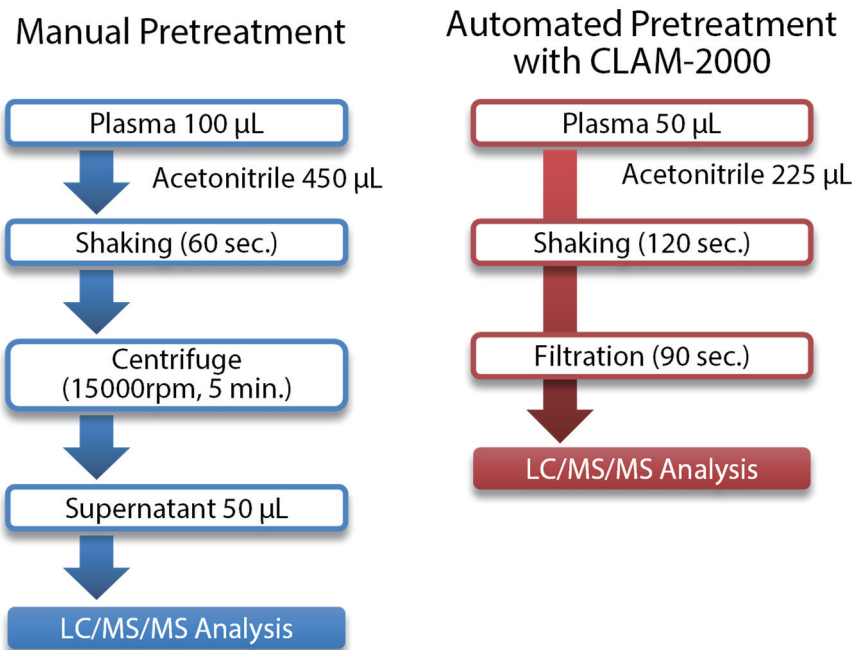 Manual Pretreatment
Plasma 100 µL
Acetonitrile 450 µL
Shaking (60 sec.)
Centrifuge
(15000rpm, 5 min.)
Supernatant 50 µL
LC/MS/MS Analysis
Automated Pretreatment
with CLAM-2000
Plasma 50 µL
Acetonitrile 225 µL
Shaking (120 sec.)
Filtration (90 sec.)
LC/MS/MS Analysis